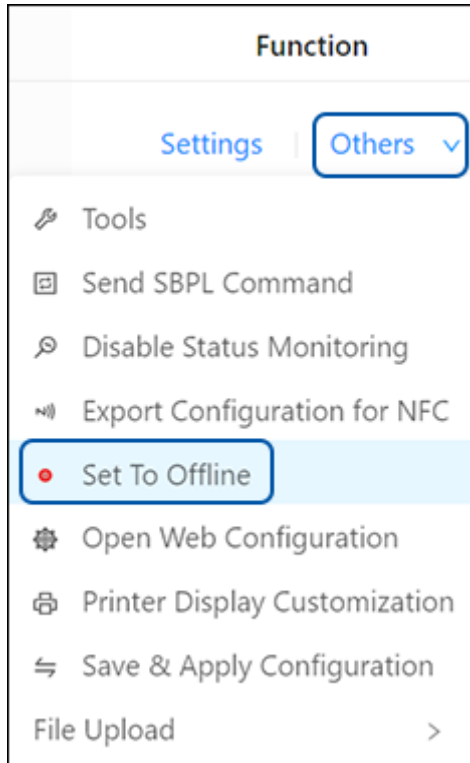 Function
Settings Others
Tools
Send SBPL Command
Disable Status Monitoring
Export Configuration for NFC
Set To Offline
Open Web Configuration
Printer Display Customization
Save & Apply Configuration
File Upload